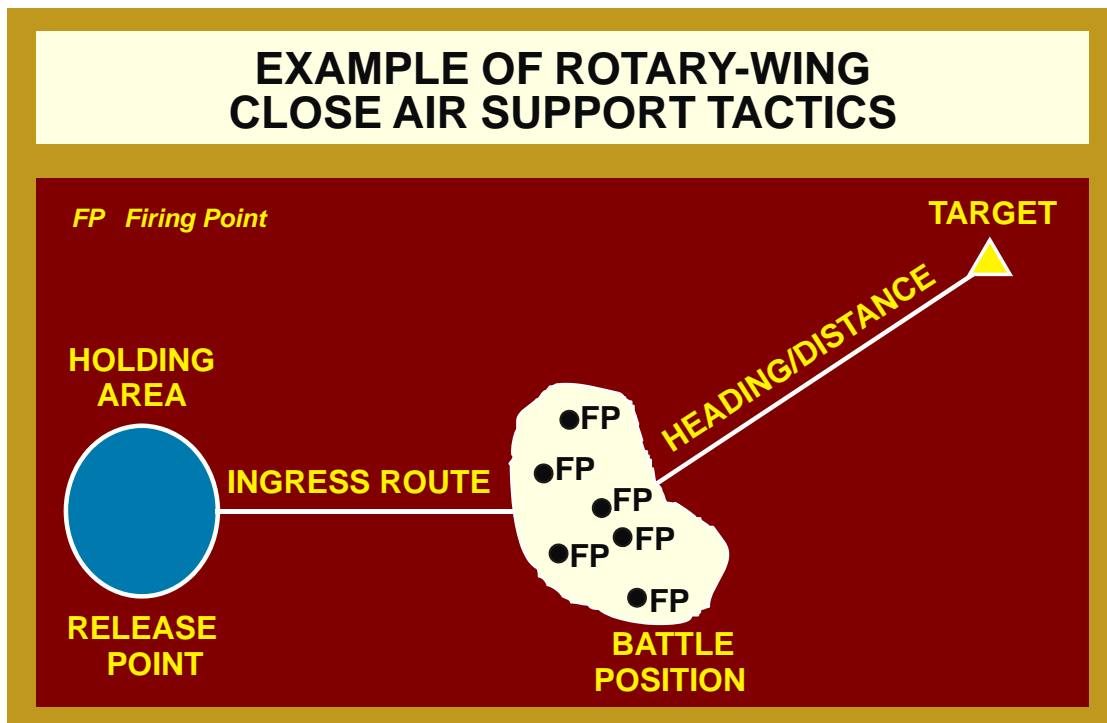 EXAMPLE OF ROTARY-WING
CLOSE AIR SUPPORT TACTICS
FP Firing Point
TARGET
HEADING/DISTANCE
HOLDING
AREA
INGRESS ROUTE
FP
FP
FP
FP
FP
FP
RELEASE
POINT
BATTLE
POSITION